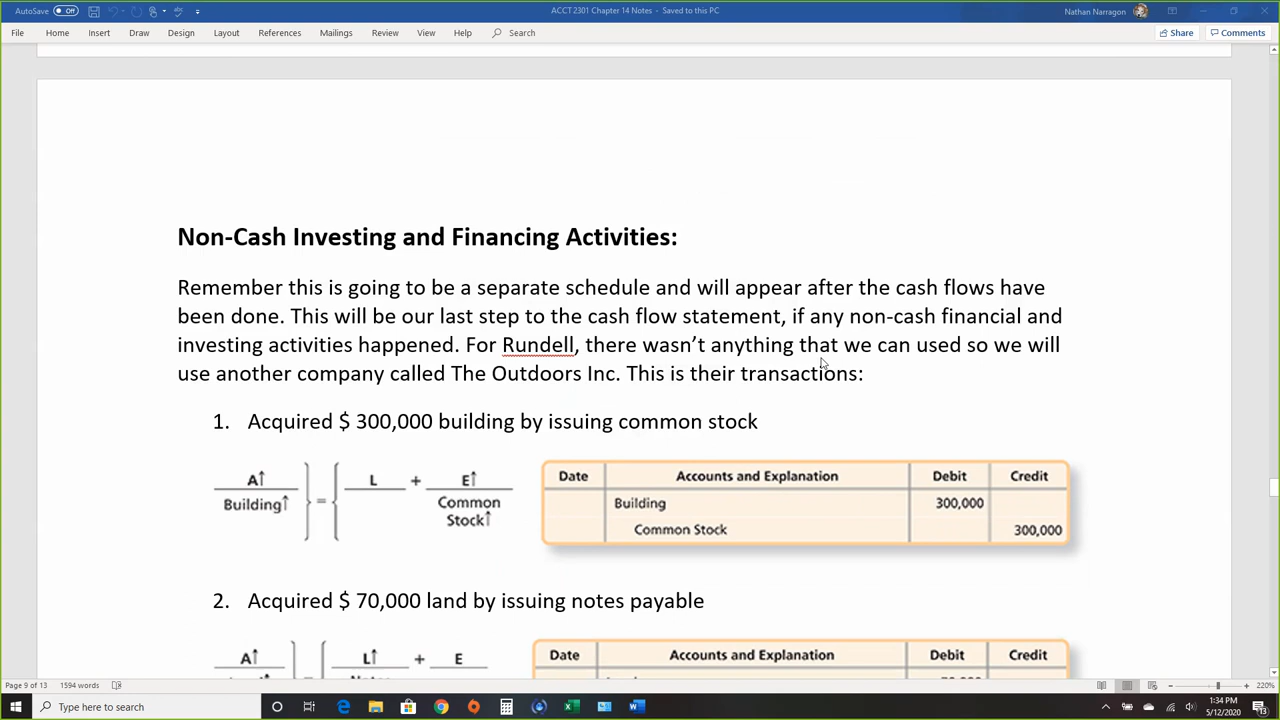 AutoSave Off
ACCT 2301 Chapter 14 Notes - Saved to this PC
Nathan Narragon
File Home Insert Draw Design Layout References Mailings Review View Help Search Share Comments
Non-Cash Investing and Financing Activities:
Remember this is going to be a separate schedule and will appear after the cash flows have
been done. This will be our last step to the cash flow statement, if any non-cash financial and
investing activities happened. For Rundell, there wasn't anything that we can used so we will
use another company called The Outdoors Inc. This is their transactions:
1. Acquired $ 300,000 building by issuing common stock
A↑ = L + E↑
Building↑ Common
Stock↑
Date Accounts and Explanation Debit Credit
Building 300,000
Common Stock 300,000
2. Acquired $ 70,000 land by issuing notes payable
A↑ L↑ + E
Date Accounts and Explanation Debit Credit
Page 9 of 13 1594 words 220%
Type here to search
1:34 PM
5/12/2020
13